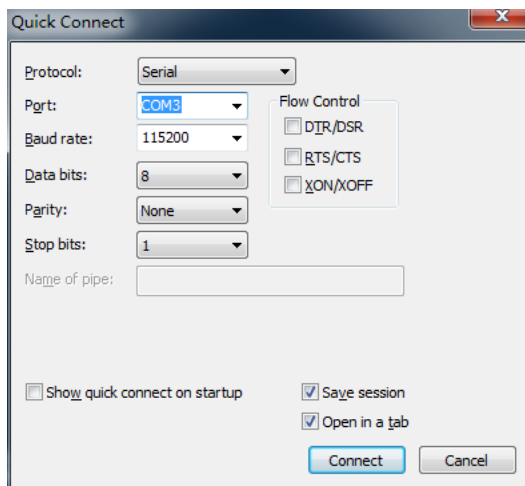 Quick Connect
Protocol: Serial
Port: COM3
Flow Control
DTR/DSR
Baud rate: 115200
RTS/CTS
Data bits: 8
XON/XOFF
Parity: None
Stop bits: 1
Name of pipe:
Show quick connect on startup
Save session
Open in a tab
Connect Cancel